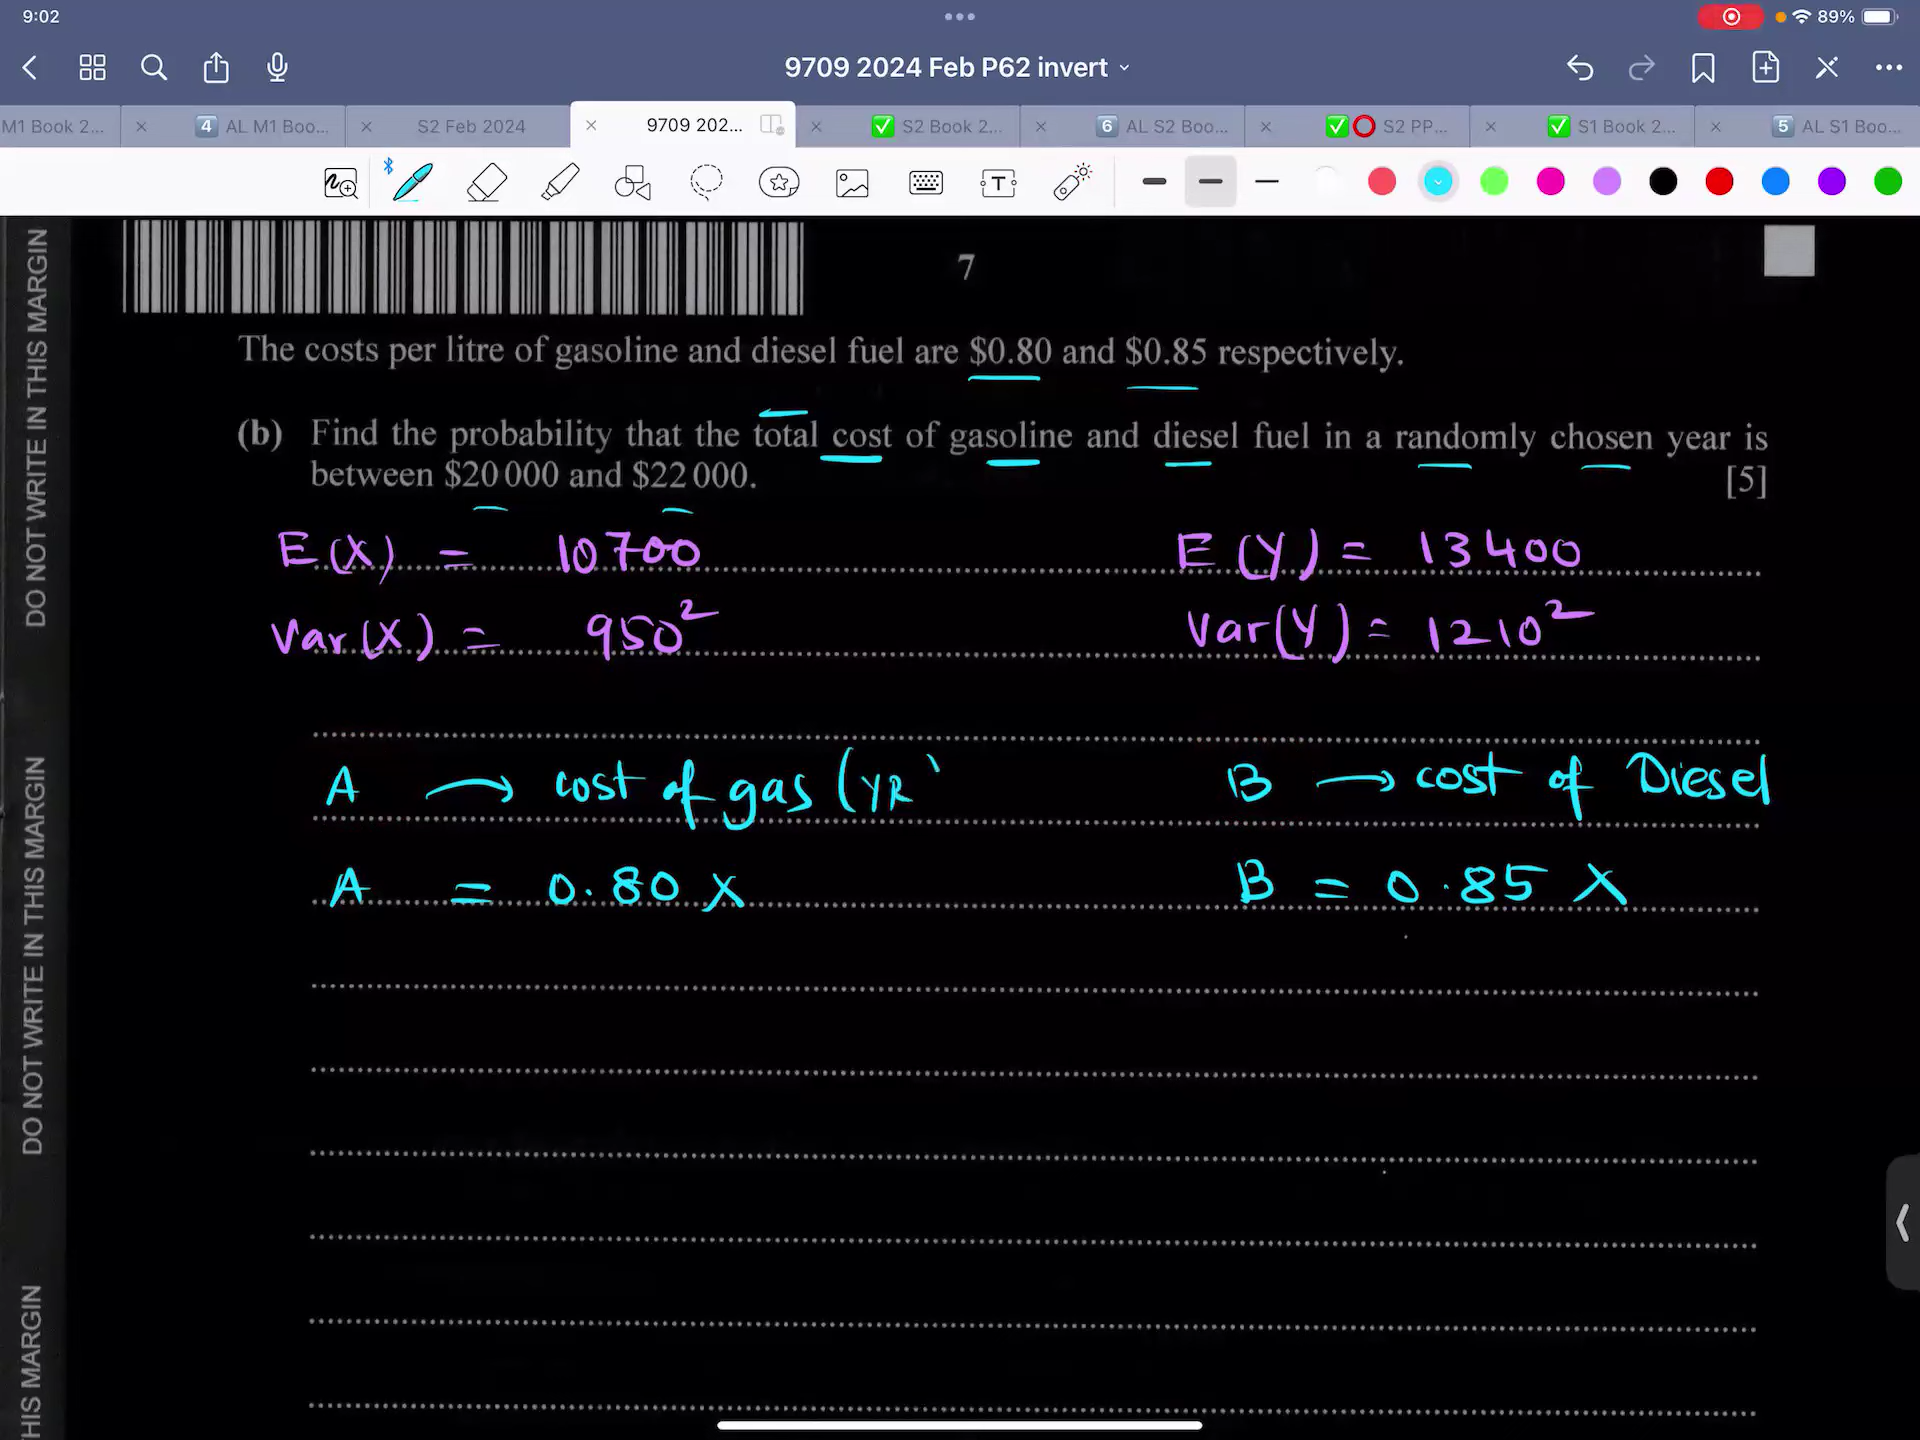 9:02
89%
9709 2024 Feb P62 invert
M1 Book 2...
4 AL M1 Boo...
S2 Feb 2024
9709 202...
S2 Book 2...
6 AL S2 Boo...
S2 PP...
S1 Book 2...
5 AL S1 Boo...
7
The costs per litre of gasoline and diesel fuel are $0.80 and $0.85 respectively.
(b) Find the probability that the total cost of gasoline and diesel fuel in a randomly chosen year is
between $20 000 and $22 000. [5]
E(X) = 10700 E(Y) = 13400
Var(X) = 950² Var(Y) = 1210²
A → cost of gas (YR) B → cost of Diesel
A = 0.80 X B = 0.85 X
DO NOT WRITE IN THIS MARGIN
DO NOT WRITE IN THIS MARGIN
THIS MARGIN